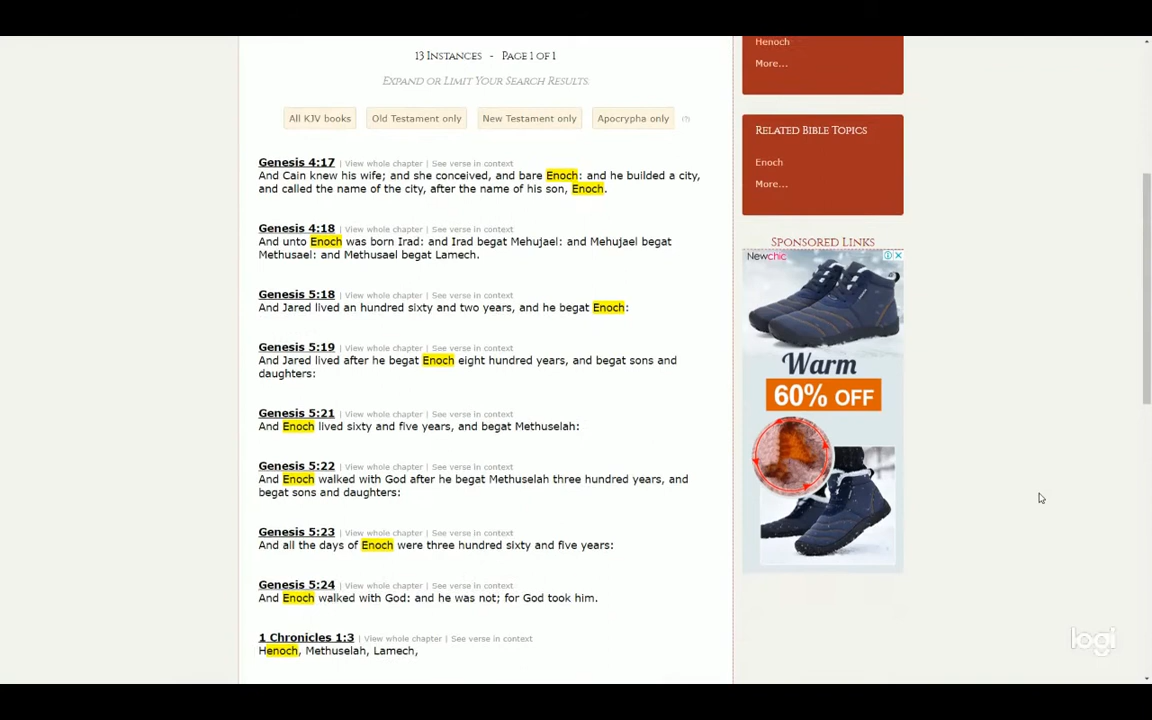 13 Instances - Page 1 of 1
Expand or Limit Your Search Results:
All KJV books
Old Testament only
New Testament only
Apocrypha only
(?)
Genesis 4:17 | View whole chapter | See verse in context
And Cain knew his wife; and she conceived, and bare Enoch: and he builded a city,
and called the name of the city, after the name of his son, Enoch.
Genesis 4:18 | View whole chapter | See verse in context
And unto Enoch was born Irad: and Irad begat Mehujael: and Mehujael begat
Methusael: and Methusael begat Lamech.
Genesis 5:18 | View whole chapter | See verse in context
And Jared lived an hundred sixty and two years, and he begat Enoch:
Genesis 5:19 | View whole chapter | See verse in context
And Jared lived after he begat Enoch eight hundred years, and begat sons and
daughters:
Genesis 5:21 | View whole chapter | See verse in context
And Enoch lived sixty and five years, and begat Methuselah:
Genesis 5:22 | View whole chapter | See verse in context
And Enoch walked with God after he begat Methuselah three hundred years, and
begat sons and daughters:
Genesis 5:23 | View whole chapter | See verse in context
And all the days of Enoch were three hundred sixty and five years:
Genesis 5:24 | View whole chapter | See verse in context
And Enoch walked with God: and he was not; for God took him.
1 Chronicles 1:3 | View whole chapter | See verse in context
Henoch, Methuselah, Lamech,
Henoch
More...
Related Bible Topics
Enoch
More...
Sponsored Links
Newchic
Warm
60% OFF
logi